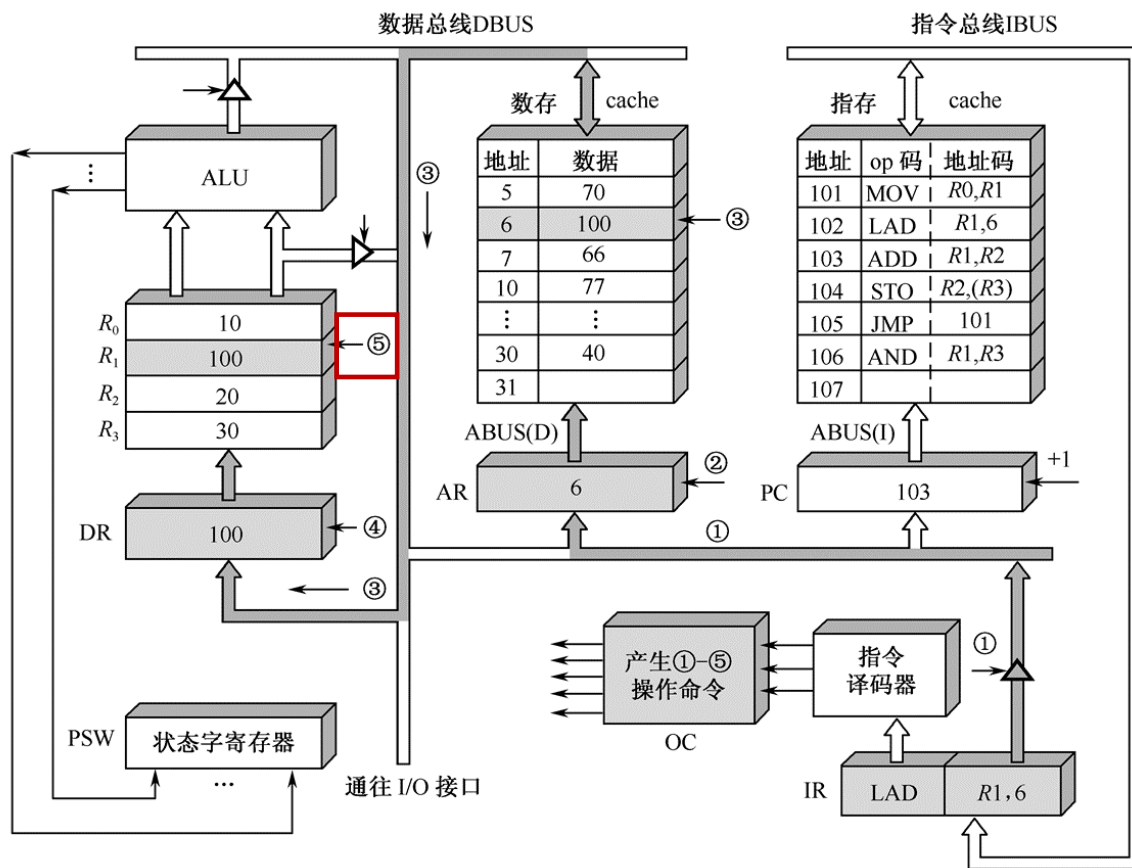 数据总线DBUS
指令总线IBUS
数存 cache
指存 cache
ALU
⋮
③
地址 数据
5 70
6 100
7 66
10 77
⋮ ⋮
30 40
31
③
地址 op 码 地址码
101 MOV R0,R1
102 LAD R1,6
103 ADD R1,R2
104 STO R2,(R3)
105 JMP 101
106 AND R1,R3
107
R0 10
R1 100
R2 20
R3 30
⑤
ABUS(D)
ABUS(I)
AR 6
②
PC 103
+1
DR 100
④
①
③
产生①-⑤
操作命令
OC
指令
译码器
①
PSW 状态字寄存器
...
通往 I/O 接口
IR LAD R1,6